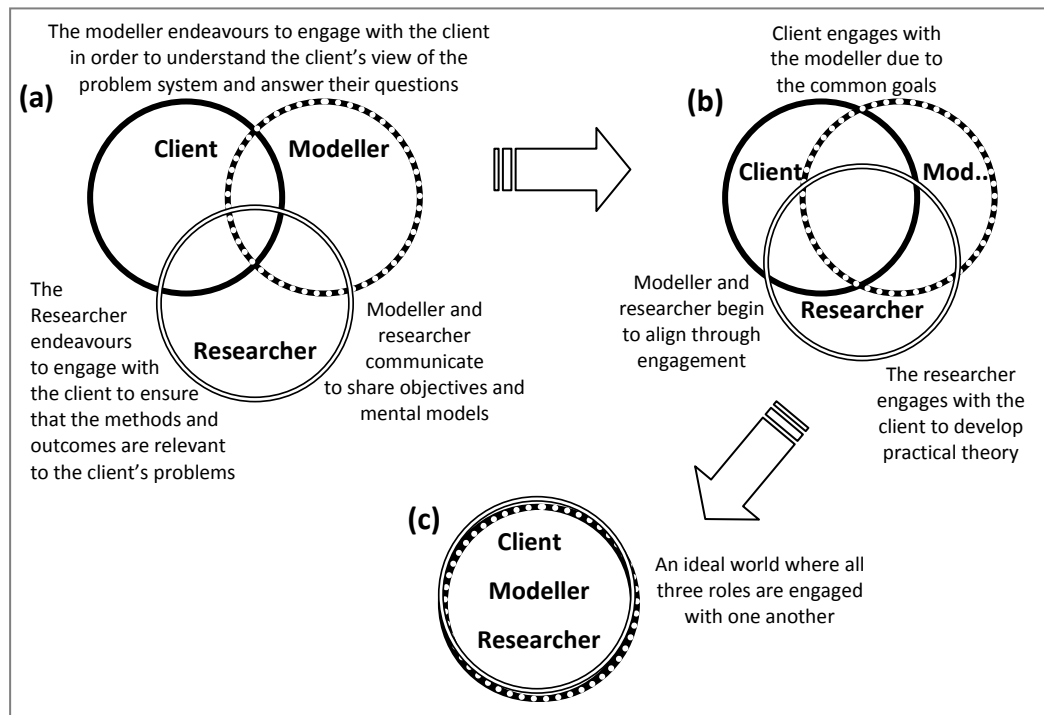 The modeller endeavours to engage with the client
in order to understand the client's view of the
problem system and answer their questions
(a)
Client
Modeller
Researcher
The
Researcher
endeavours
to engage with
the client to ensure
that the methods and
outcomes are relevant
to the client's problems
Modeller and
researcher
communicate
to share objectives and
mental models
Client engages with
the modeller due to
the common goals
(b)
Client
Mod...
Researcher
Modeller and
researcher begin
to align through
engagement
The researcher
engages with the
client to develop
practical theory
(c)
Client
Modeller
Researcher
An ideal world where all
three roles are engaged
with one another